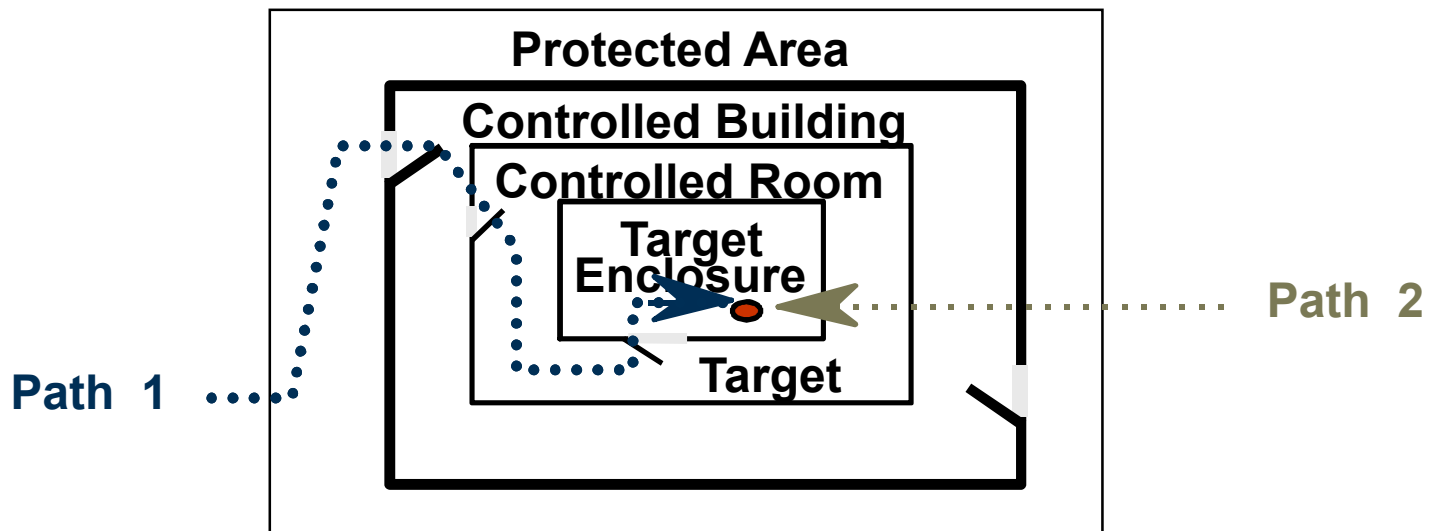 Protected Area
Controlled Building
Controlled Room
Target
Enclosure
Path  2
Target
Path  1